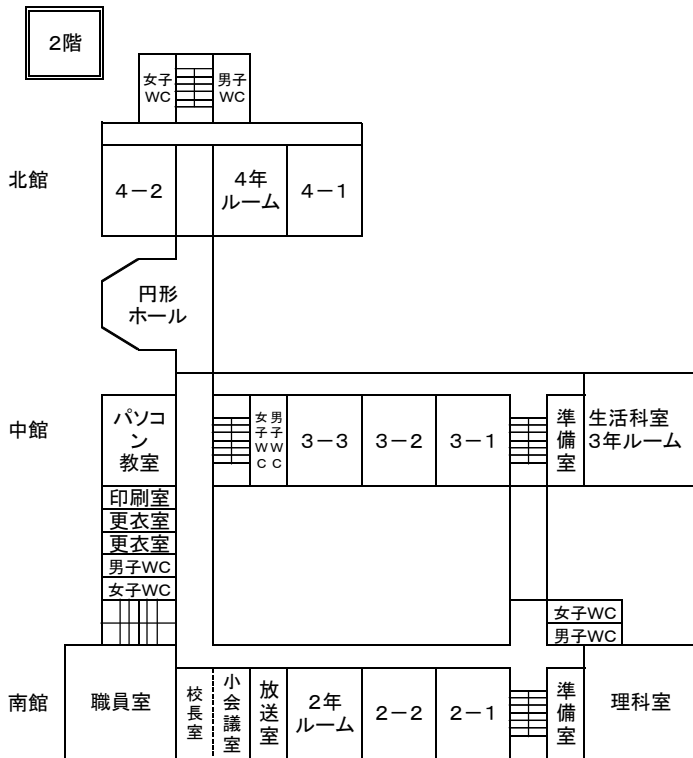 2階
女子
WC
男子
WC
北館
4－2
4年
ルーム
4－1
円形
ホール
中館
パソコ
ン
教室
女子WC
男子WC
3－3
3－2
3－1
準備室
生活科室
3年ルーム
印刷室
更衣室
更衣室
男子WC
女子WC
女子WC
男子WC
南館
職員室
校長室
小会議室
放送室
2年
ルーム
2－2
2－1
準備室
理科室